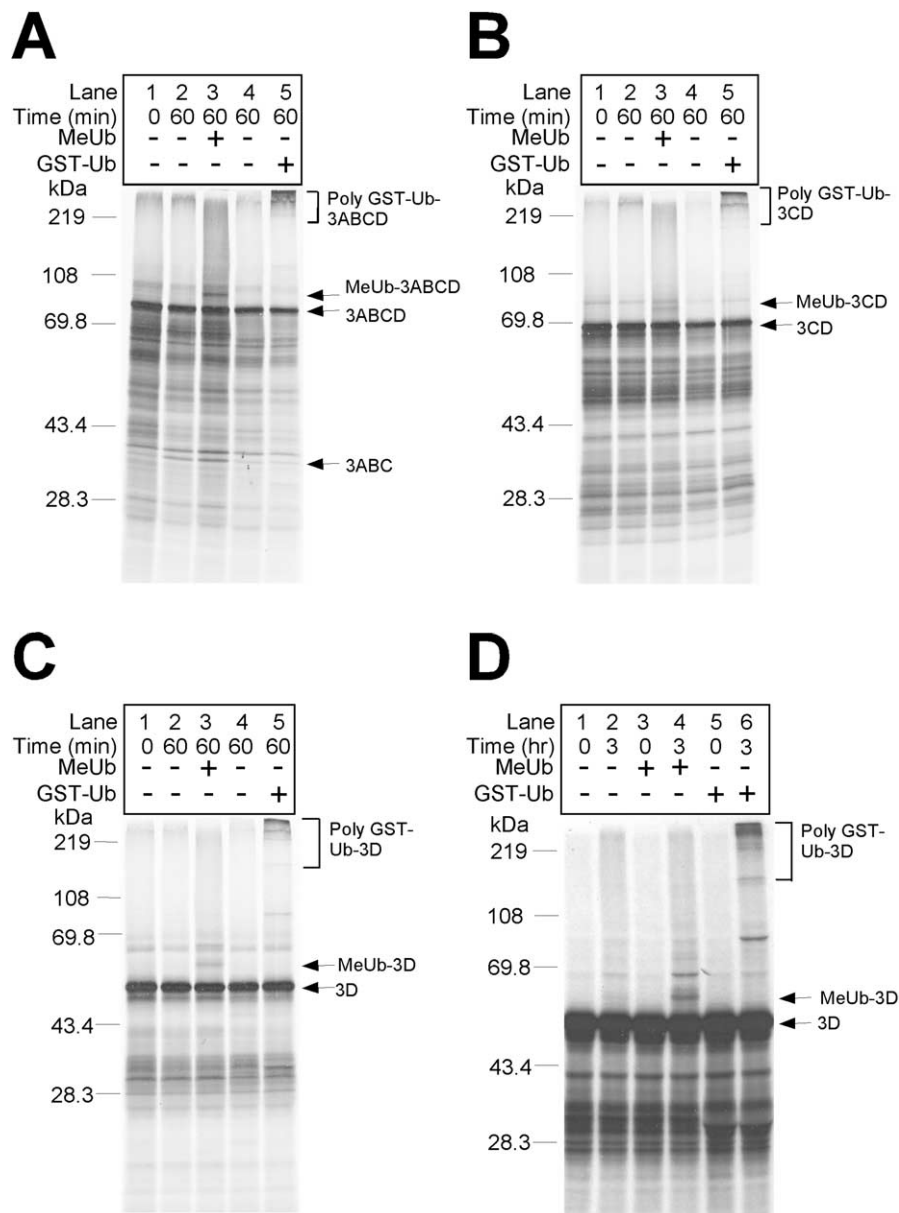 A
Lane 1 2 3 4 5
Time (min) 0 60 60 60 60
MeUb - - + - -
GST-Ub - - - - +
kDa
219
108
69.8
43.4
28.3
Poly GST-Ub-
3ABCD
MeUb-3ABCD
3ABCD
3ABC
B
Lane 1 2 3 4 5
Time (min) 0 60 60 60 60
MeUb - - + - -
GST-Ub - - - - +
kDa
219
108
69.8
43.4
28.3
Poly GST-Ub-
3CD
MeUb-3CD
3CD
C
Lane 1 2 3 4 5
Time (min) 0 60 60 60 60
MeUb - - + - -
GST-Ub - - - - +
kDa
219
108
69.8
43.4
28.3
Poly GST-
Ub-3D
MeUb-3D
3D
D
Lane 1 2 3 4 5 6
Time (hr) 0 3 0 3 0 3
MeUb - - + + - -
GST-Ub - - - - + +
kDa
219
108
69.8
43.4
28.3
Poly GST-
Ub-3D
MeUb-3D
3D